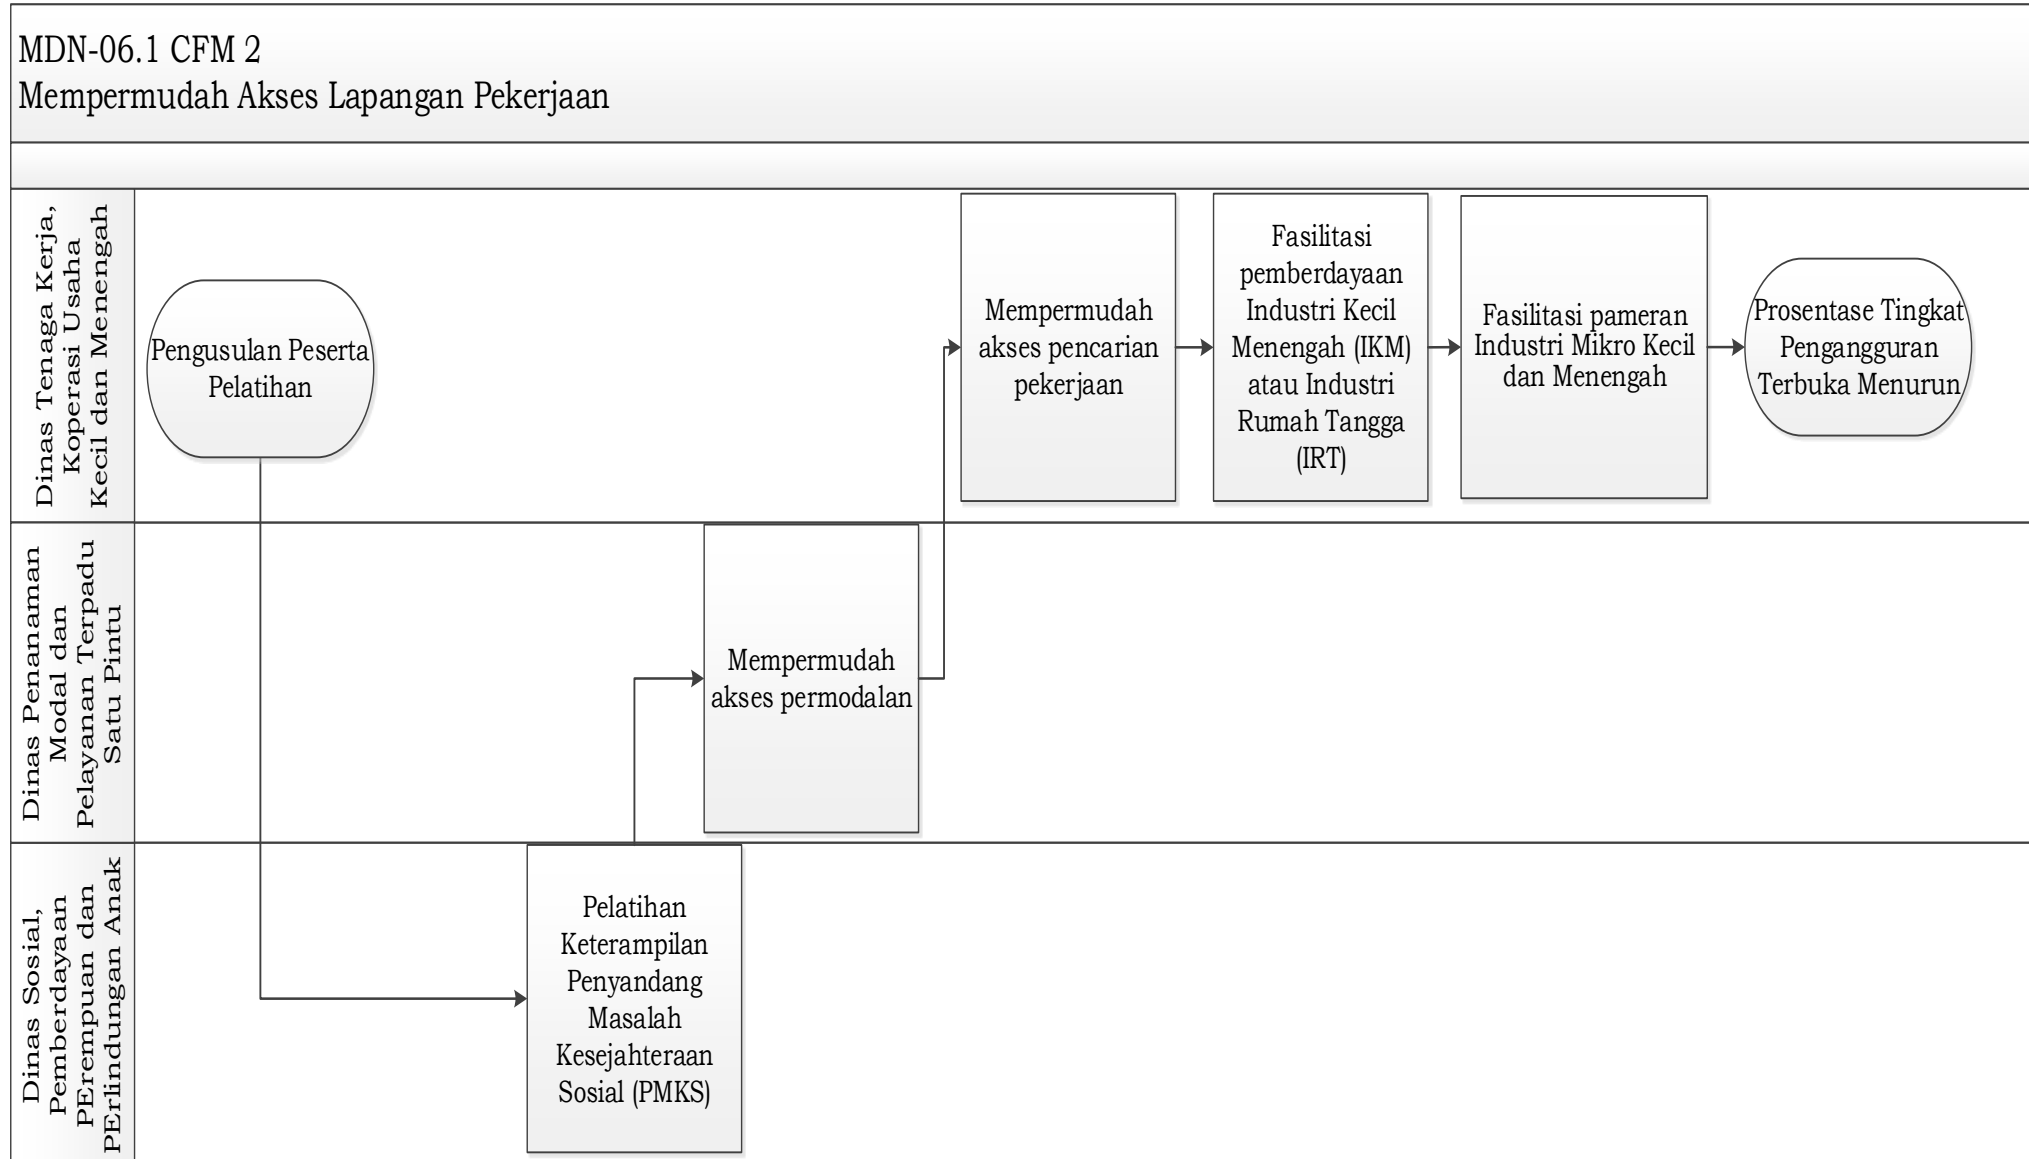 MDN-06.1 CFM 2
Mempermudah Akses Lapangan Pekerjaan
Dinas Tenaga Kerja,
Koperasi Usaha
Kecil dan Menengah
Pengusulan Peserta
Pelatihan
Mempermudah
akses pencarian
pekerjaan
Fasilitasi
pemberdayaan
Industri Kecil
Menengah (IKM)
atau Industri
Rumah Tangga
(IRT)
Fasilitasi pameran
Industri Mikro Kecil
dan Menengah
Prosentase Tingkat
Pengangguran
Terbuka Menurun
Dinas Penanaman
Modal dan
Pelayanan Terpadu
Satu Pintu
Mempermudah
akses permodalan
Dinas Sosial,
Pemberdayaan
PErempuan dan
PErlindungan Anak
Pelatihan
Keterampilan
Penyandang
Masalah
Kesejahteraan
Sosial (PMKS)